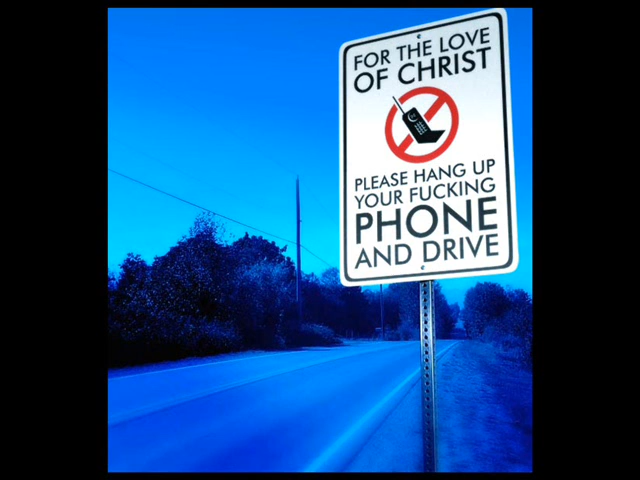 FOR THE LOVE
OF CHRIST
PLEASE HANG UP
YOUR FUCKING
PHONE
AND DRIVE